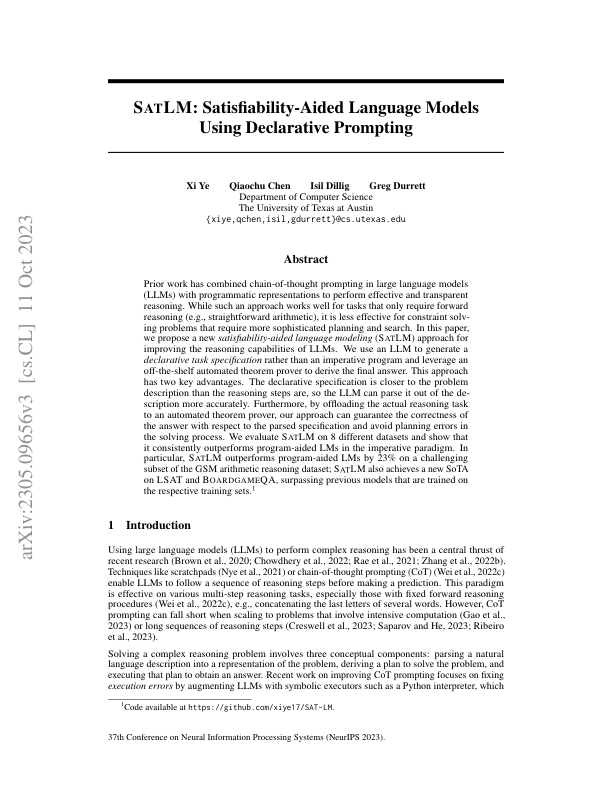 SATLM: Satisfiability-Aided Language Models
Using Declarative Prompting
Xi Ye Qiaochu Chen Isil Dillig Greg Durrett
Department of Computer Science
The University of Texas at Austin
{xiye,qchen,isil,gdurrett}@cs.utexas.edu
Abstract
Prior work has combined chain-of-thought prompting in large language models
(LLMs) with programmatic representations to perform effective and transparent
reasoning. While such an approach works well for tasks that only require forward
reasoning (e.g., straightforward arithmetic), it is less effective for constraint solv-
ing problems that require more sophisticated planning and search. In this paper,
we propose a new satisfiability-aided language modeling (SATLM) approach for
improving the reasoning capabilities of LLMs. We use an LLM to generate a
declarative task specification rather than an imperative program and leverage an
off-the-shelf automated theorem prover to derive the final answer. This approach
has two key advantages. The declarative specification is closer to the problem
description than the reasoning steps are, so the LLM can parse it out of the de-
scription more accurately. Furthermore, by offloading the actual reasoning task
to an automated theorem prover, our approach can guarantee the correctness of
the answer with respect to the parsed specification and avoid planning errors in
the solving process. We evaluate SATLM on 8 different datasets and show that
it consistently outperforms program-aided LMs in the imperative paradigm. In
particular, SATLM outperforms program-aided LMs by 23% on a challenging
subset of the GSM arithmetic reasoning dataset; SATLM also achieves a new SoTA
on LSAT and BOARDGAMEQA, surpassing previous models that are trained on
the respective training sets.1
1 Introduction
Using large language models (LLMs) to perform complex reasoning has been a central thrust of
recent research (Brown et al., 2020; Chowdhery et al., 2022; Rae et al., 2021; Zhang et al., 2022b).
Techniques like scratchpads (Nye et al., 2021) or chain-of-thought prompting (CoT) (Wei et al., 2022c)
enable LLMs to follow a sequence of reasoning steps before making a prediction. This paradigm
is effective on various multi-step reasoning tasks, especially those with fixed forward reasoning
procedures (Wei et al., 2022c), e.g., concatenating the last letters of several words. However, CoT
prompting can fall short when scaling to problems that involve intensive computation (Gao et al.,
2023) or long sequences of reasoning steps (Creswell et al., 2023; Saparov and He, 2023; Ribeiro
et al., 2023).
Solving a complex reasoning problem involves three conceptual components: parsing a natural
language description into a representation of the problem, deriving a plan to solve the problem, and
executing that plan to obtain an answer. Recent work on improving CoT prompting focuses on fixing
execution errors by augmenting LLMs with symbolic executors such as a Python interpreter, which
1Code available at https://github.com/xiye17/SAT-LM.
37th Conference on Neural Information Processing Systems (NeurIPS 2023).
arXiv:2305.09656v3 [cs.CL] 11 Oct 2023